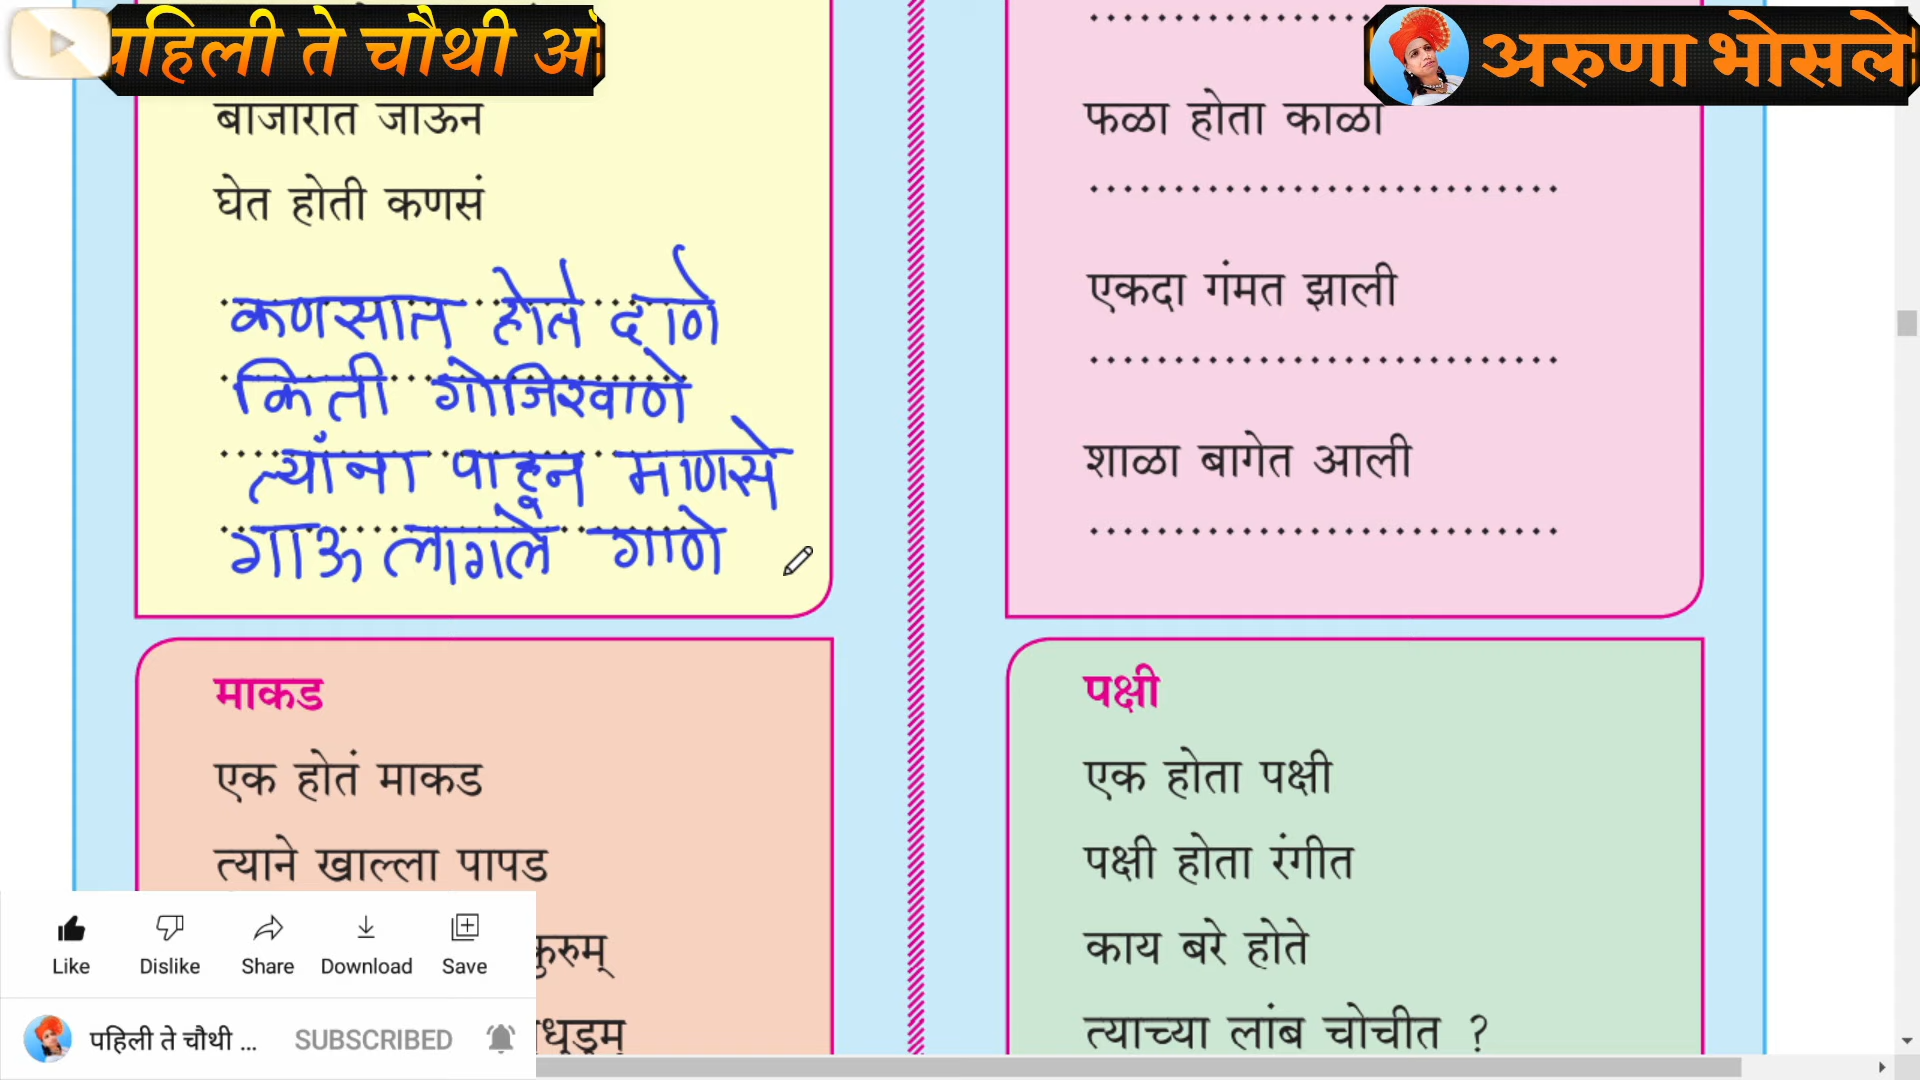 पहिली ते चौथी
अरुणा भोसले
बाजारात जाऊन
घेत होती कणसं
कणसात होते दाणे
किती गोजिरवाणे
त्यांना पाहून माणसे
गाऊ लागले गाणे
फळा होता काळा
एकदा गंमत झाली
शाळा बागेत आली
माकड
एक होतं माकड
त्याने खाल्ला पापड
पक्षी
एक होता पक्षी
पक्षी होता रंगीत
काय बरे होते
त्याच्या लांब चोचीत ?
Like Dislike Share Download Save
पहिली ते चौथी ... SUBSCRIBED